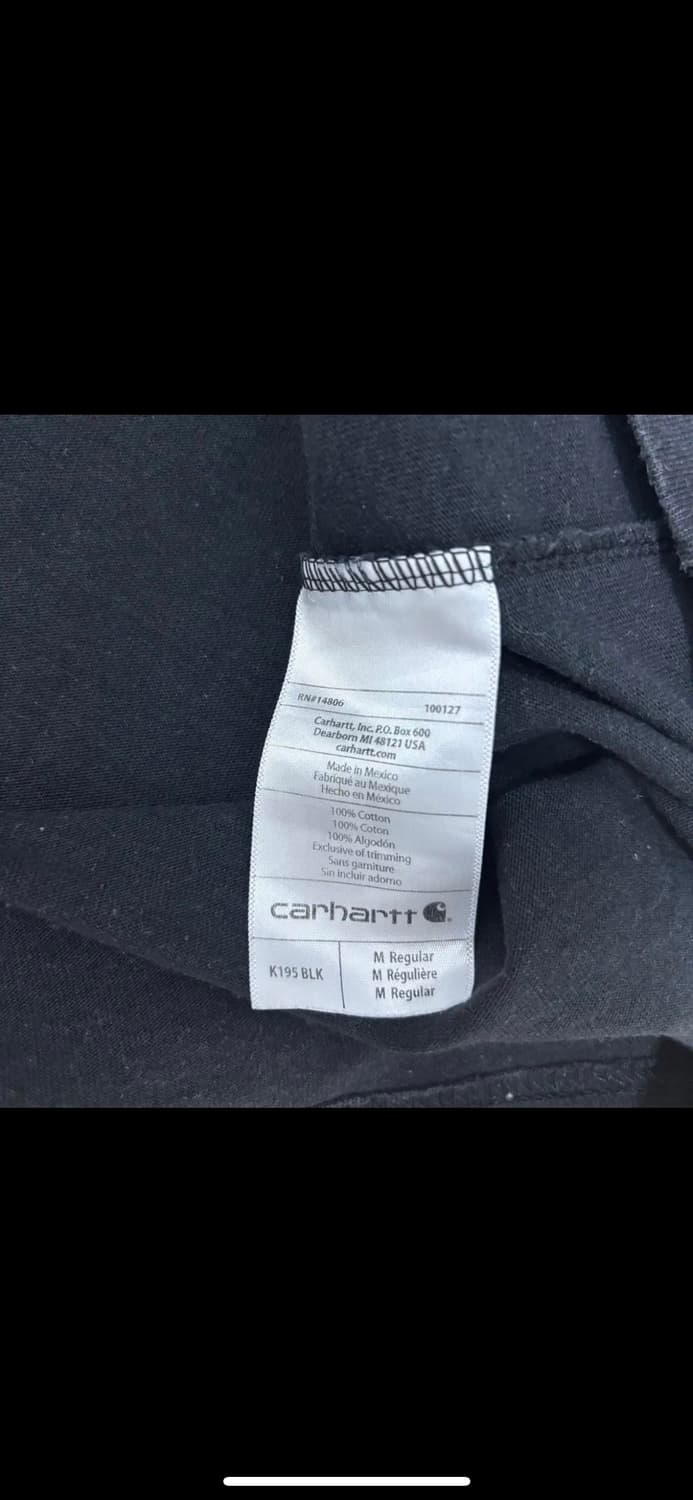 RN#14806 100127
Carhartt, Inc. P.O. Box 600
Dearborn MI 48121 USA
carhartt.com
Made in Mexico
Fabriqué au Mexique
Hecho en México
100% Cotton
100% Coton
100% Algodón
Exclusive of trimming
Sans garniture
Sin incluir adorno
carhartt
K195 BLK
M Regular
M Régulière
M Regular